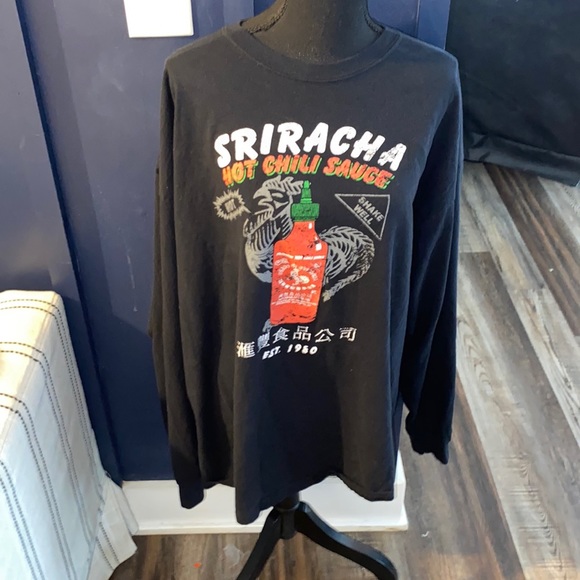 SRIRACHA
HOT CHILI SAUCE
SHAKE
WELL
滙豐食品公司
EST. 1980